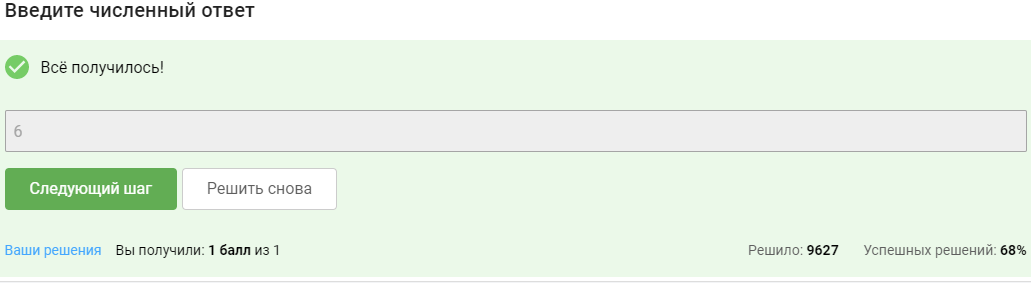 Введите численный ответ
Всё получилось!
6
Следующий шаг Решить снова
Ваши решения Вы получили: 1 балл из 1 Решило: 9627 Успешных решений: 68%